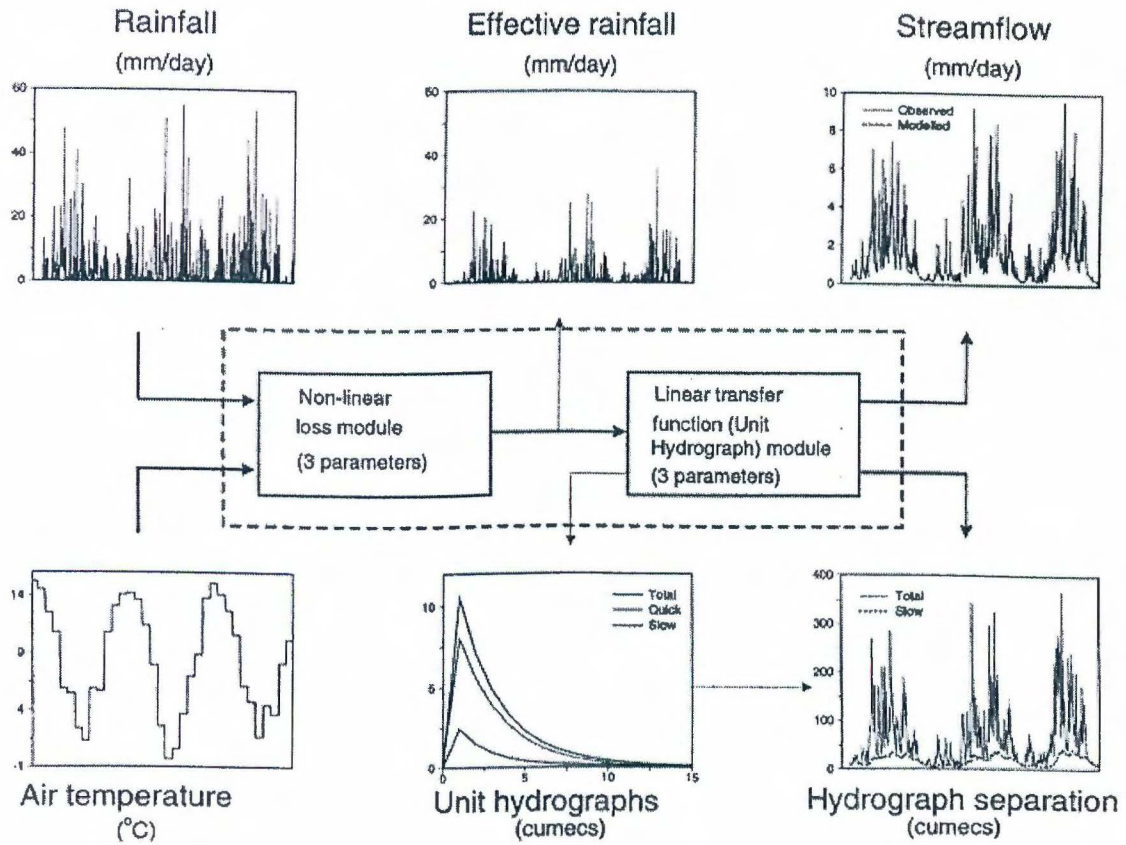 Rainfall
(mm/day)
60
40
20
0
Effective rainfall
(mm/day)
60
40
20
0
Streamflow
(mm/day)
10
8
6
4
2
0
Observed
Modelled
Non-linear
loss module
(3 parameters)
Linear transfer
function (Unit
Hydrograph) module
(3 parameters)
14
9
4
-1
Air temperature
(°C)
10
5
0
0
5
10
15
Total
Quick
Slow
Unit hydrographs
(cumecs)
400
300
200
100
0
Total
Slow
Hydrograph separation
(cumecs)